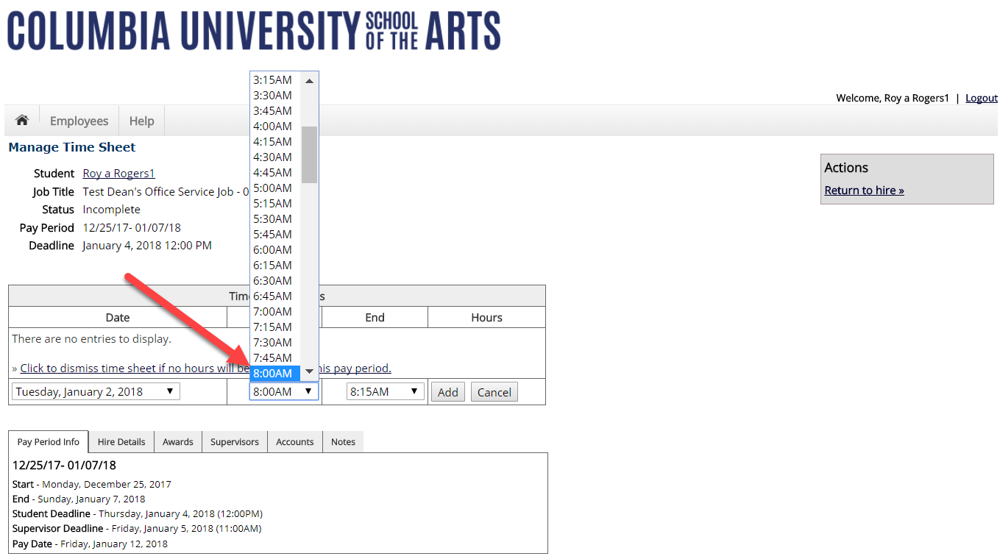 COLUMBIA UNIVERSITY SCHOOL OF THE ARTS
Welcome, Roy a Rogers1 | Logout
Employees Help
Manage Time Sheet
Actions
Return to hire »
Student Roy a Rogers1
Job Title Test Dean's Office Service Job - 0
Status Incomplete
Pay Period 12/25/17- 01/07/18
Deadline January 4, 2018 12:00 PM
3:15AM
3:30AM
3:45AM
4:00AM
4:15AM
4:30AM
4:45AM
5:00AM
5:15AM
5:30AM
5:45AM
6:00AM
6:15AM
6:30AM
6:45AM
7:00AM
7:15AM
7:30AM
7:45AM
8:00AM
Tim s
Date End Hours
There are no entries to display.
» Click to dismiss time sheet if no hours will be his pay period.
Tuesday, January 2, 2018 8:00AM 8:15AM Add Cancel
Pay Period Info Hire Details Awards Supervisors Accounts Notes
12/25/17- 01/07/18
Start - Monday, December 25, 2017
End - Sunday, January 7, 2018
Student Deadline - Thursday, January 4, 2018 (12:00PM)
Supervisor Deadline - Friday, January 5, 2018 (11:00AM)
Pay Date - Friday, January 12, 2018